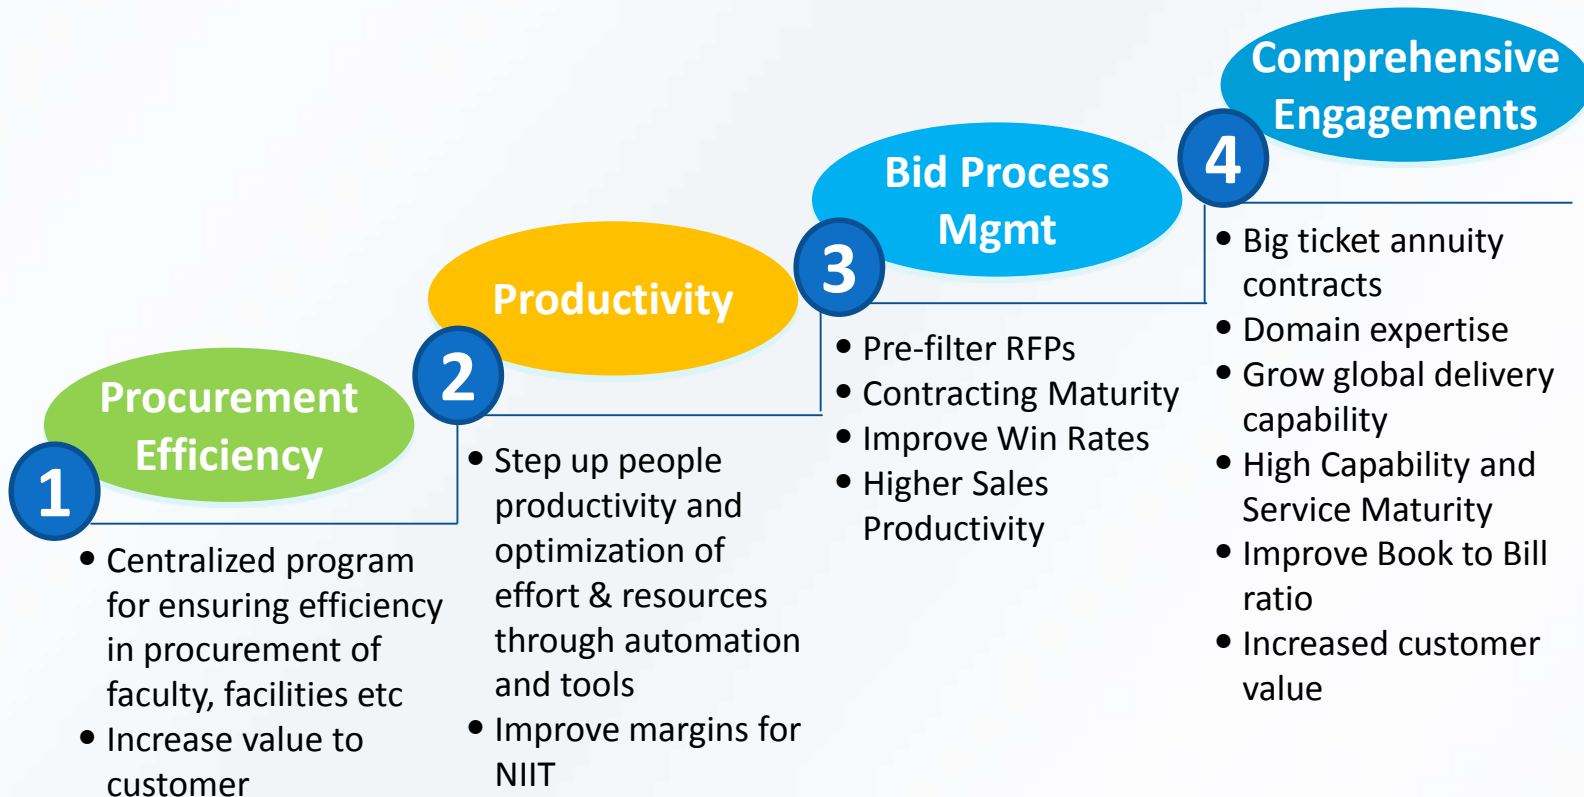 1
Procurement
Efficiency
• Centralized program
for ensuring efficiency
in procurement of
faculty, facilities etc
• Increase value to
customer
2
Productivity
• Step up people
productivity and
optimization of
effort & resources
through automation
and tools
• Improve margins for
NIIT
3
Bid Process
Mgmt
• Pre-filter RFPs
• Contracting Maturity
• Improve Win Rates
• Higher Sales
Productivity
4
Comprehensive
Engagements
• Big ticket annuity
contracts
• Domain expertise
• Grow global delivery
capability
• High Capability and
Service Maturity
• Improve Book to Bill
ratio
• Increased customer
value